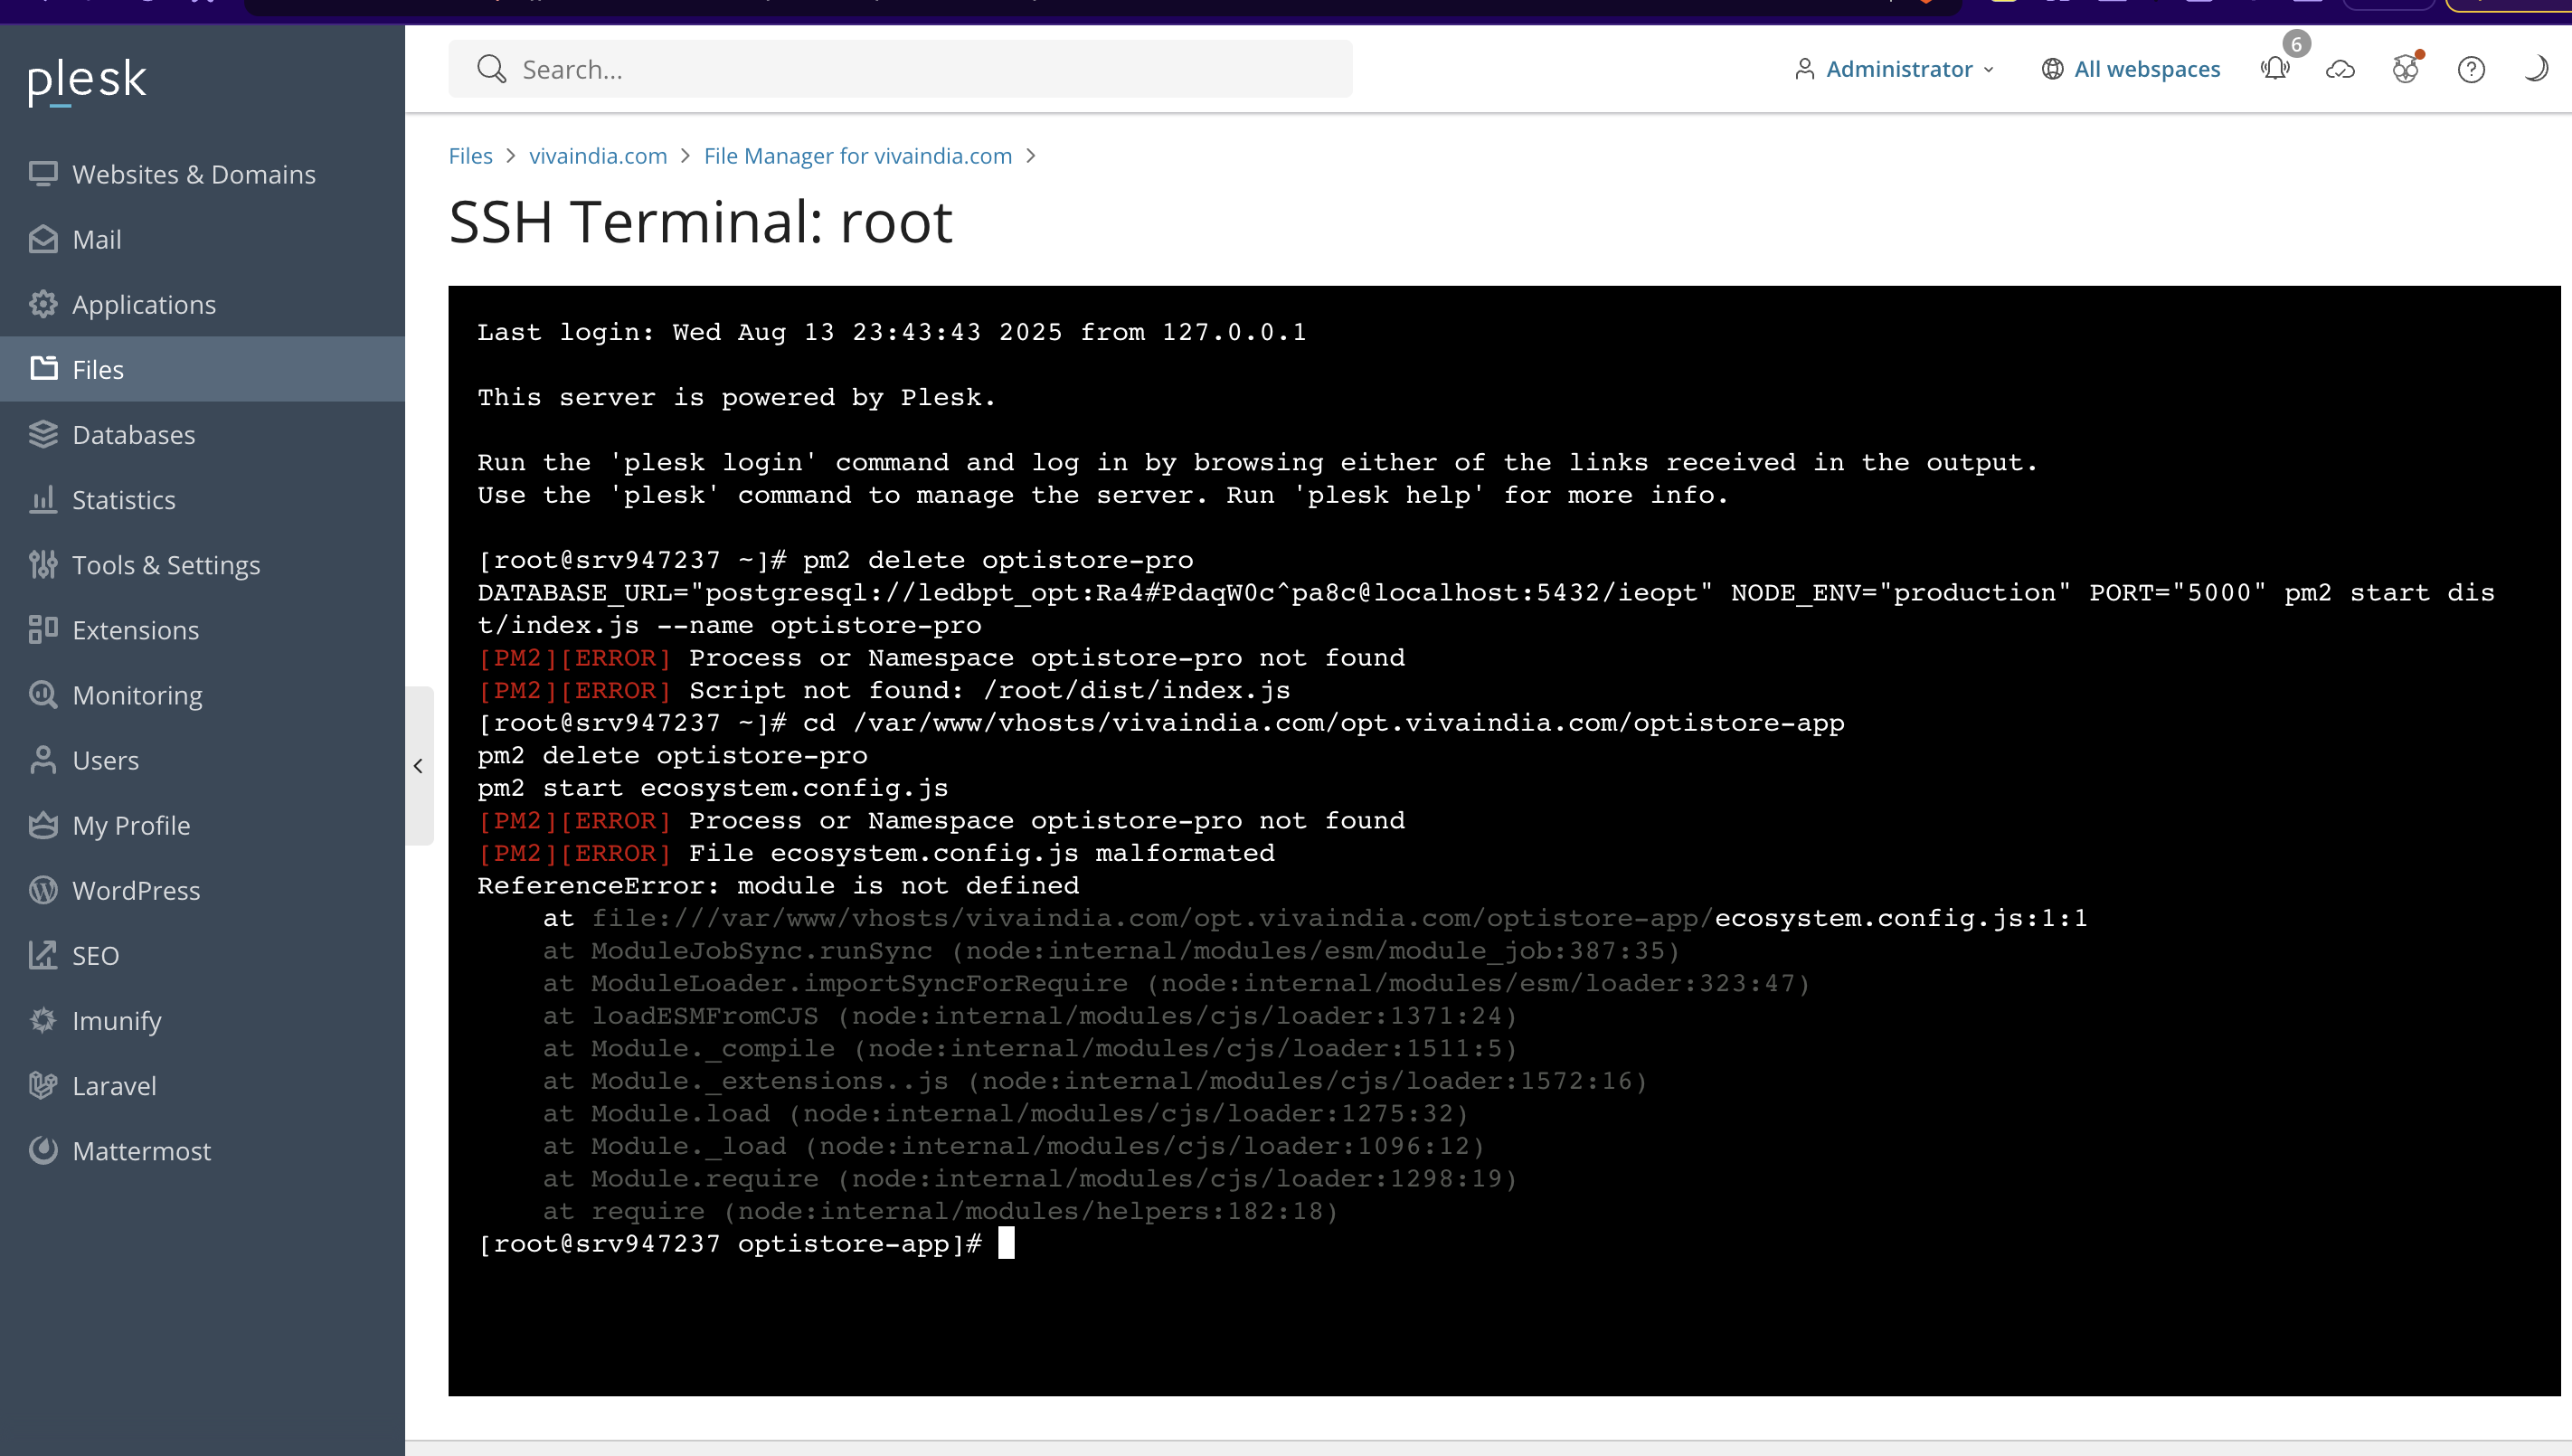 plesk
Search...
Administrator
All webspaces
6
Websites & Domains
Mail
Applications
Files
Databases
Statistics
Tools & Settings
Extensions
Monitoring
Users
My Profile
WordPress
SEO
Imunify
Laravel
Mattermost
Files > vivaindia.com > File Manager for vivaindia.com >
SSH Terminal: root
Last login: Wed Aug 13 23:43:43 2025 from 127.0.0.1
This server is powered by Plesk.
Run the 'plesk login' command and log in by browsing either of the links received in the output.
Use the 'plesk' command to manage the server. Run 'plesk help' for more info.
[root@srv947237 ~]# pm2 delete optistore-pro
DATABASE_URL="postgresql://ledbpt_opt:Ra4#PdaqW0c^pa8c@localhost:5432/ieopt" NODE_ENV="production" PORT="5000" pm2 start dis
t/index.js --name optistore-pro
[PM2][ERROR] Process or Namespace optistore-pro not found
[PM2][ERROR] Script not found: /root/dist/index.js
[root@srv947237 ~]# cd /var/www/vhosts/vivaindia.com/opt.vivaindia.com/optistore-app
pm2 delete optistore-pro
pm2 start ecosystem.config.js
[PM2][ERROR] Process or Namespace optistore-pro not found
[PM2][ERROR] File ecosystem.config.js malformated
ReferenceError: module is not defined
at file:///var/www/vhosts/vivaindia.com/opt.vivaindia.com/optistore-app/ecosystem.config.js:1:1
at ModuleJobSync.runSync (node:internal/modules/esm/module_job:387:35)
at ModuleLoader.importSyncForRequire (node:internal/modules/esm/loader:323:47)
at loadESMFromCJS (node:internal/modules/cjs/loader:1371:24)
at Module._compile (node:internal/modules/cjs/loader:1511:5)
at Module._extensions..js (node:internal/modules/cjs/loader:1572:16)
at Module.load (node:internal/modules/cjs/loader:1275:32)
at Module._load (node:internal/modules/cjs/loader:1096:12)
at Module.require (node:internal/modules/cjs/loader:1298:19)
at require (node:internal/modules/helpers:182:18)
[root@srv947237 optistore-app]#